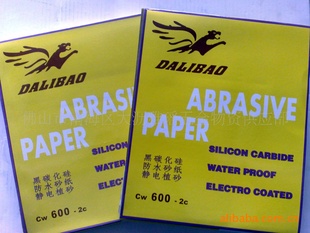 DALIBAO
ABRASIVE
PAPER
SILICON CARBIDE
WATER
ELECTR
黑碳化硅
防水砂纸
静电植砂
CW 600 - 2c
DALIBAO
ABRASIVE
PAPER
SILICON CARBIDE
WATER PROOF
ELECTRO COATED
黑碳化硅
防水砂纸
静电植砂
CW 600 - 2c